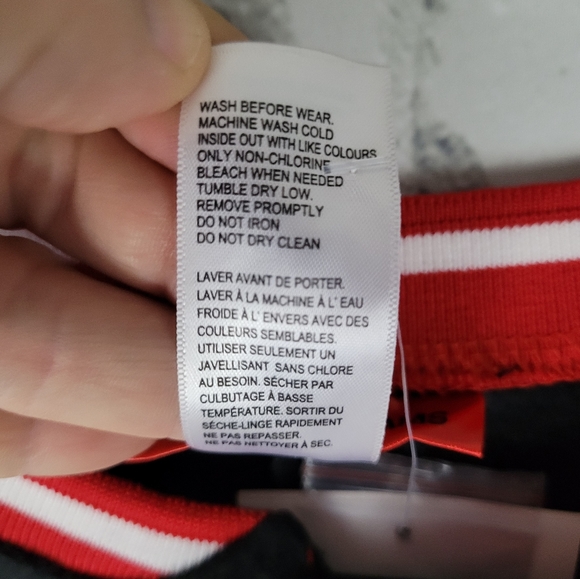 WASH BEFORE WEAR.
MACHINE WASH COLD
INSIDE OUT WITH LIKE COLOURS
ONLY NON-CHLORINE
BLEACH WHEN NEEDED
TUMBLE DRY LOW.
REMOVE PROMPTLY
DO NOT IRON
DO NOT DRY CLEAN
LAVER AVANT DE PORTER.
LAVER À LA MACHINE À L' EAU
FROIDE À L' ENVERS AVEC DES
COULEURS SEMBLABLES.
UTILISER SEULEMENT UN
JAVELLISANT SANS CHLORE
AU BESOIN. SÉCHER PAR
CULBUTAGE À BASSE
TEMPÉRATURE. SORTIR DU
SÈCHE-LINGE RAPIDEMENT
NE PAS REPASSER.
NE PAS NETTOYER À SEC.